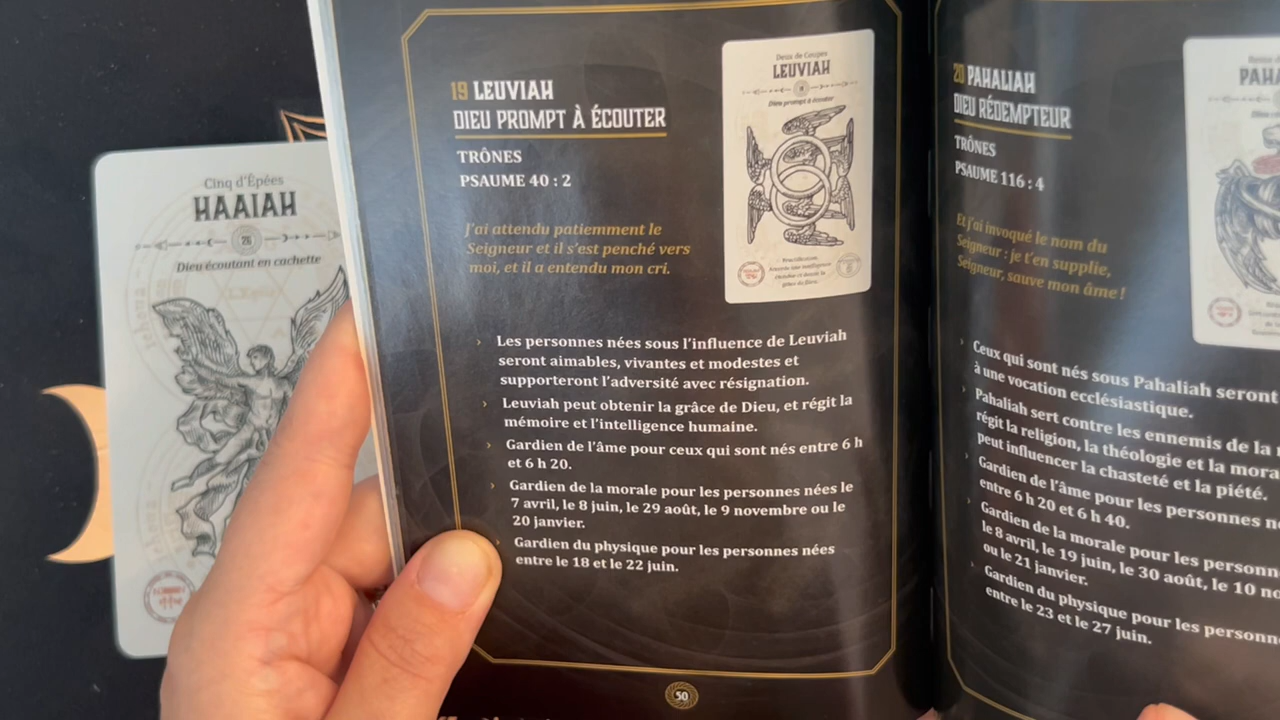 Cinq d'Épées
HAAIAH
26
Dieu écoutant en cachette
19 LEUVIAH
DIEU PROMPT À ÉCOUTER
TRÔNES
PSAUME 40 : 2
J'ai attendu patiemment le
Seigneur et il s'est penché vers
moi, et il a entendu mon cri.
Deux de Coupes
LEUVIAH
Dieu prompt à écouter
› Les personnes nées sous l'influence de Leuviah
seront aimables, vivantes et modestes et
supporteront l'adversité avec résignation.
› Leuviah peut obtenir la grâce de Dieu, et régit la
mémoire et l'intelligence humaine.
› Gardien de l'âme pour ceux qui sont nés entre 6 h
et 6 h 20.
› Gardien de la morale pour les personnes nées le
7 avril, le 8 juin, le 29 août, le 9 novembre ou le
20 janvier.
› Gardien du physique pour les personnes nées
entre le 18 et le 22 juin.
50
20 PAHALIAH
DIEU RÉDEMPTEUR
TRÔNES
PSAUME 116 : 4
Et j'ai invoqué le nom du
Seigneur : je t'en supplie,
Seigneur, sauve mon âme !
PAHA
› Ceux qui sont nés sous Pahaliah seront
à une vocation ecclésiastique.
› Pahaliah sert contre les ennemis de la
régit la religion, la théologie et la mora
peut influencer la chasteté et la piété.
› Gardien de l'âme pour les personnes n
entre 6 h 20 et 6 h 40.
› Gardien de la morale pour les personn
le 8 avril, le 19 juin, le 30 août, le 10 no
ou le 21 janvier.
› Gardien du physique pour les personn
entre le 23 et le 27 juin.